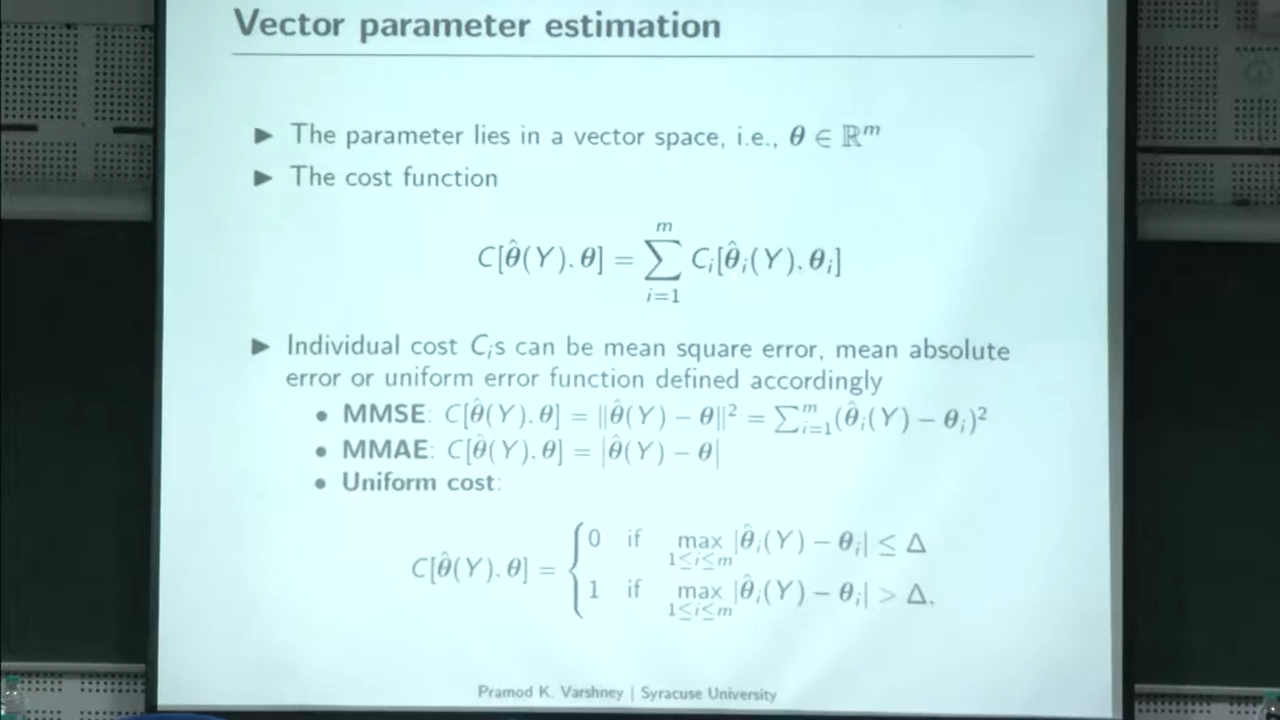 Vector parameter estimation
▶ The parameter lies in a vector space, i.e., θ ∈ ℝᵐ
▶ The cost function
C[θ̂(Y), θ] = ∑_{i=1}^{m} C_i[θ̂_i(Y), θ_i]
▶ Individual cost C_is can be mean square error, mean absolute
error or uniform error function defined accordingly
• MMSE: C[θ̂(Y), θ] = ‖θ̂(Y) − θ‖² = ∑_{i=1}^{m}(θ̂_i(Y) − θ_i)²
• MMAE: C[θ̂(Y), θ] = |θ̂(Y) − θ|
• Uniform cost:
C[θ̂(Y), θ] = { 0 if max_{1≤i≤m} |θ̂_i(Y) − θ_i| ≤ Δ
1 if max_{1≤i≤m} |θ̂_i(Y) − θ_i| > Δ.
Pramod K. Varshney | Syracuse University